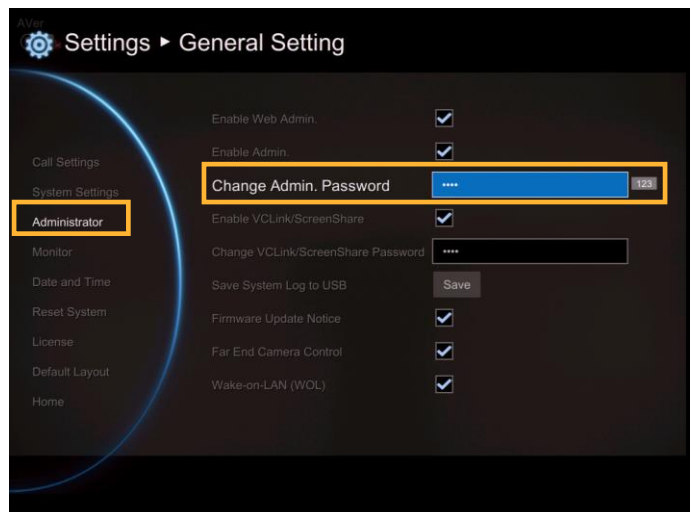 AVer
Settings ► General Setting
Enable Web Admin.
Enable Admin.
Change Admin. Password •••• 123
Enable VCLink/ScreenShare
Change VCLink/ScreenShare Password ••••
Save System Log to USB Save
Firmware Update Notice
Far End Camera Control
Wake-on-LAN (WOL)
Call Settings
System Settings
Administrator
Monitor
Date and Time
Reset System
License
Default Layout
Home